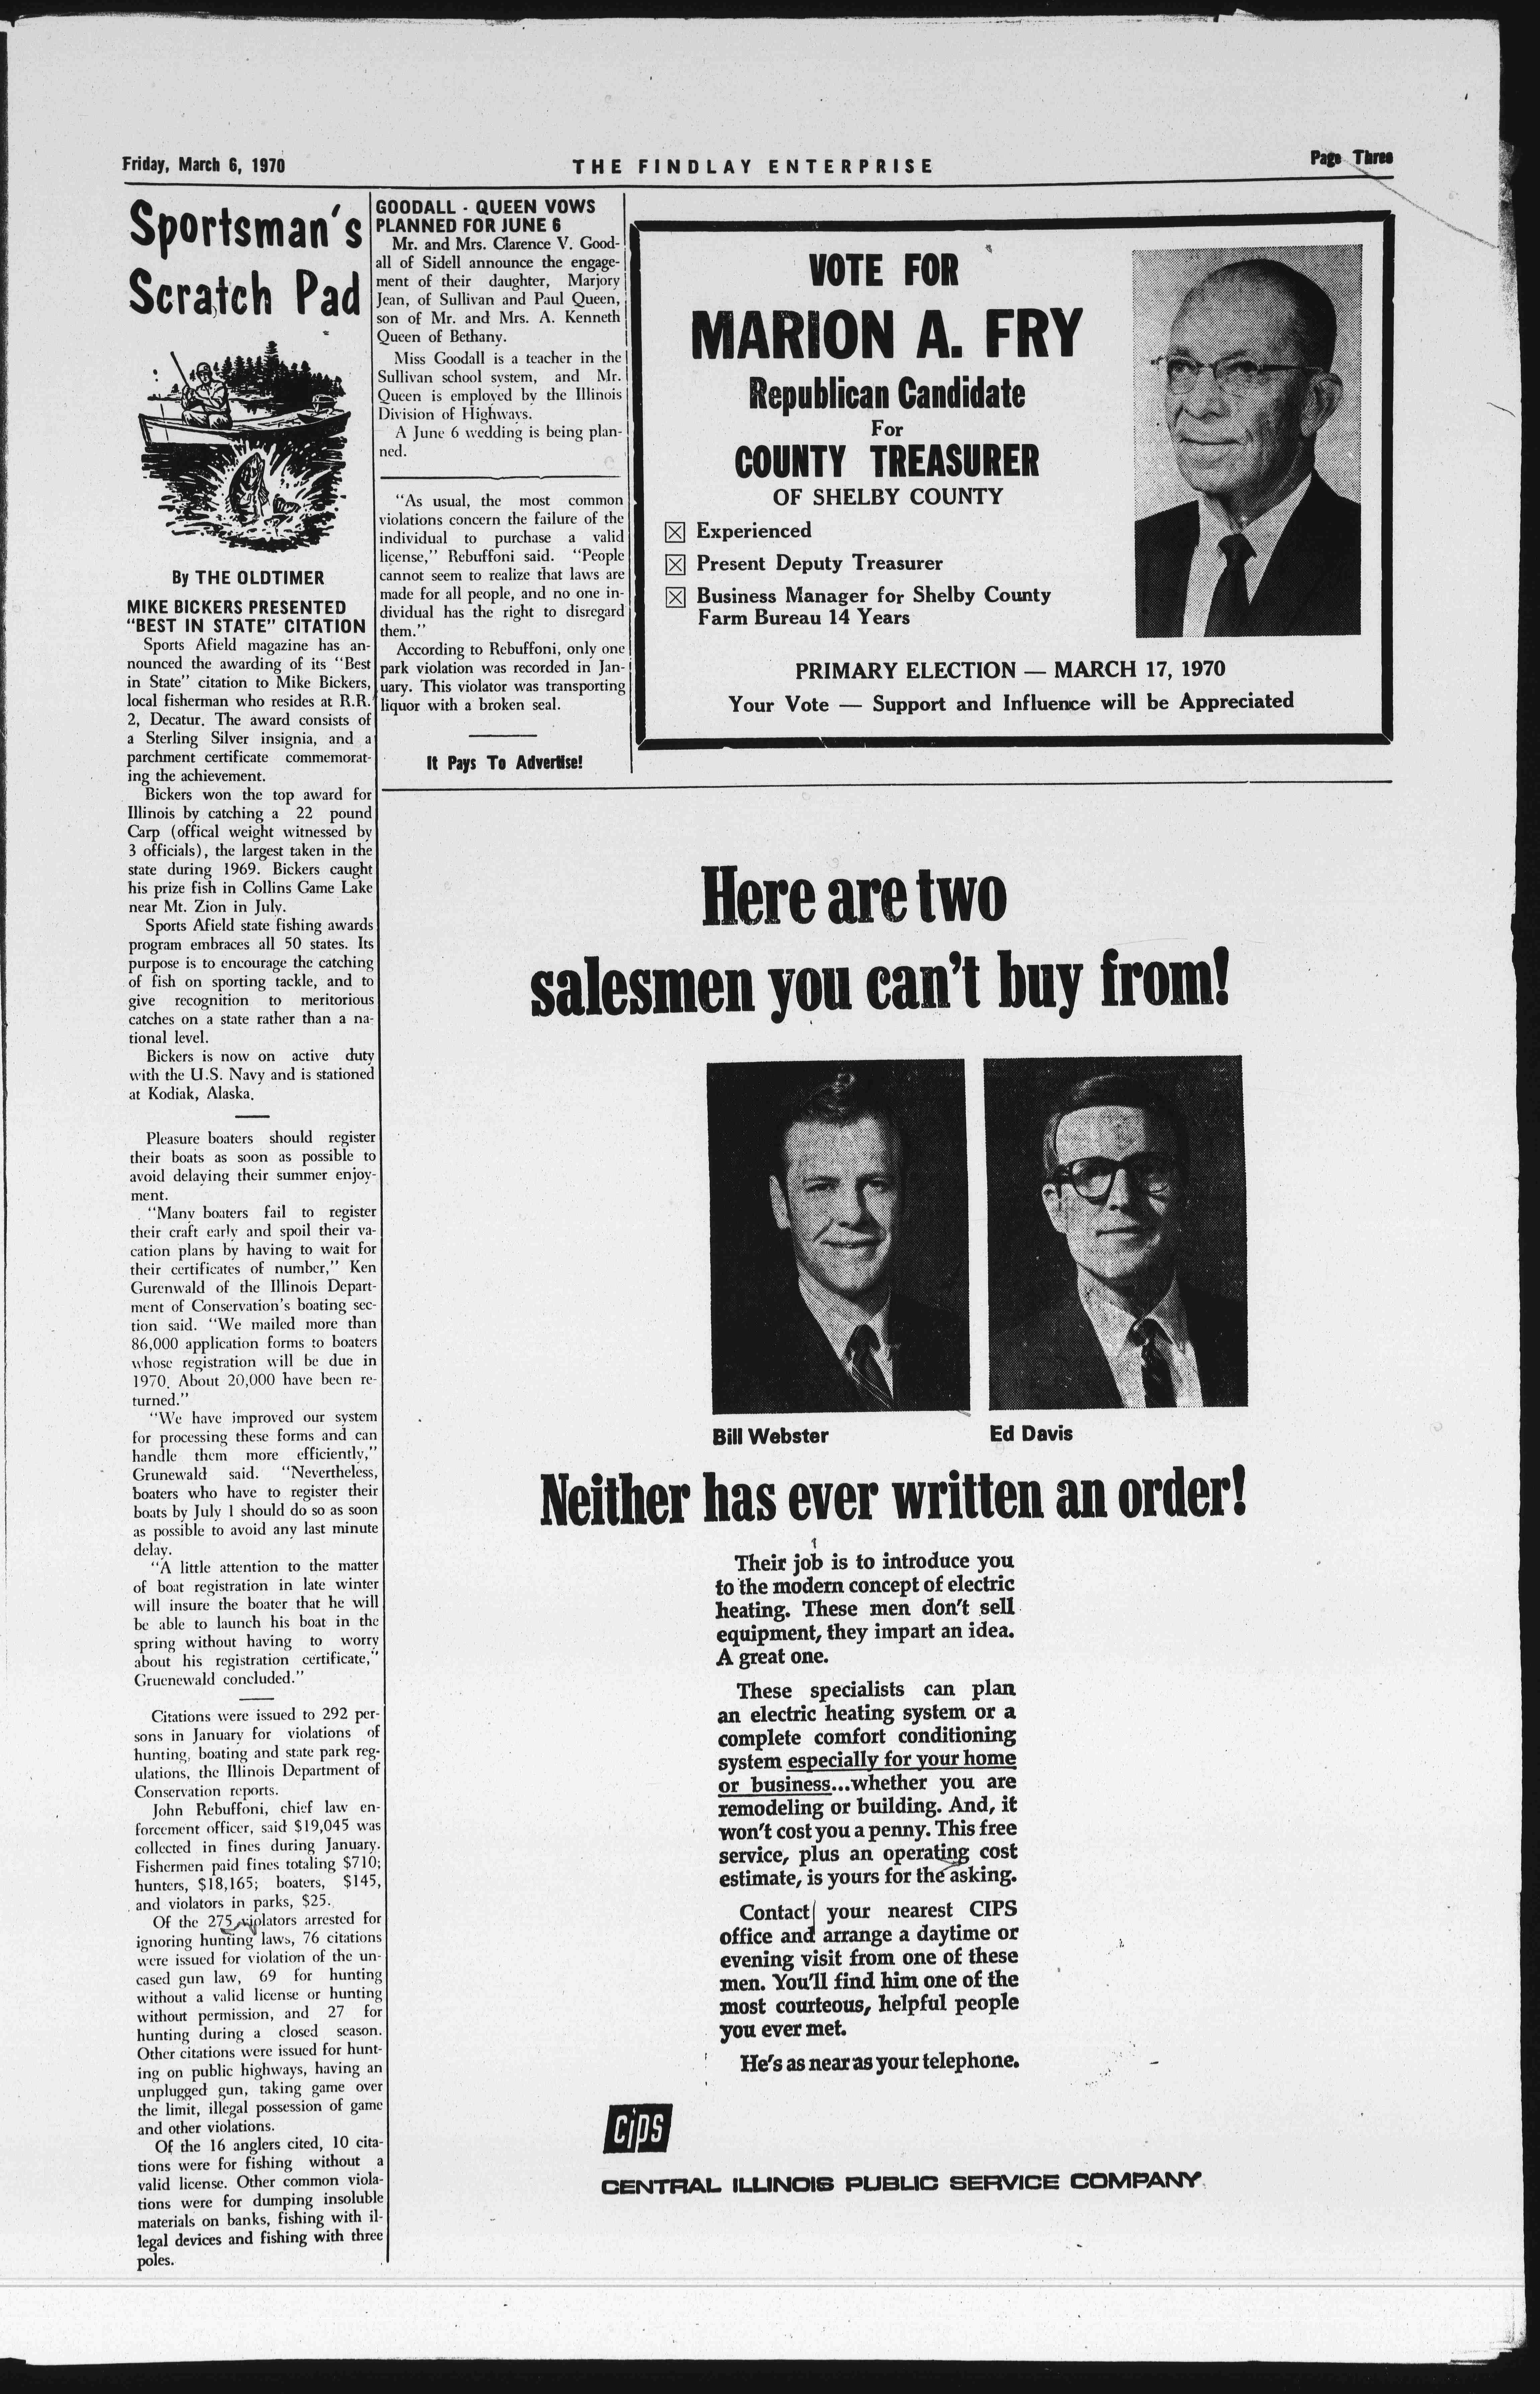 Friday, March 6, 1970
THE FINDLAY ENTERPRISE
Page Three
Sportsman's
Scratch Pad
By THE OLDTIMER
MIKE BICKERS PRESENTED
"BEST IN STATE" CITATION
Sports Afield magazine has an-
nounced the awarding of its "Best
in State" citation to Mike Bickers,
local fisherman who resides at R.R.
2, Decatur. The award consists of
a Sterling Silver insignia, and a
parchment certificate commemorat-
ing the achievement.
Bickers won the top award for
Illinois by catching a 22 pound
Carp (offical weight witnessed by
3 officials), the largest taken in the
state during 1969. Bickers caught
his prize fish in Collins Game Lake
near Mt. Zion in July.
Sports Afield state fishing awards
program embraces all 50 states. Its
purpose is to encourage the catching
of fish on sporting tackle, and to
give recognition to meritorious
catches on a state rather than a na-
tional level.
Bickers is now on active duty
with the U.S. Navy and is stationed
at Kodiak, Alaska.
Pleasure boaters should register
their boats as soon as possible to
avoid delaying their summer enjoy-
ment.
"Many boaters fail to register
their craft early and spoil their va-
cation plans by having to wait for
their certificates of number," Ken
Gurenwald of the Illinois Depart-
ment of Conservation's boating sec-
tion said. "We mailed more than
86,000 application forms to boaters
whose registration will be due in
1970. About 20,000 have been re-
turned."
"We have improved our system
for processing these forms and can
handle them more efficiently,"
Grunewald said. "Nevertheless,
boaters who have to register their
boats by July 1 should do so as soon
as possible to avoid any last minute
delay.
"A little attention to the matter
of boat registration in late winter
will insure the boater that he will
be able to launch his boat in the
spring without having to worry
about his registration certificate,"
Gruenewald concluded."
Citations were issued to 292 per-
sons in January for violations of
hunting, boating and state park reg-
ulations, the Illinois Department of
Conservation reports.
John Rebuffoni, chief law en-
forcement officer, said $19,045 was
collected in fines during January.
Fishermen paid fines totaling $710;
hunters, $18,165; boaters, $145,
and violators in parks, $25.
Of the 275 violators arrested for
ignoring hunting laws, 76 citations
were issued for violation of the un-
cased gun law, 69 for hunting
without a valid license or hunting
without permission, and 27 for
hunting during a closed season.
Other citations were issued for hunt-
ing on public highways, having an
unplugged gun, taking game over
the limit, illegal possession of game
and other violations.
Of the 16 anglers cited, 10 cita-
tions were for fishing without a
valid license. Other common viola-
tions were for dumping insoluble
materials on banks, fishing with il-
legal devices and fishing with three
poles.
GOODALL - QUEEN VOWS
PLANNED FOR JUNE 6
Mr. and Mrs. Clarence V. Good-
all of Sidell announce the engage-
ment of their daughter, Marjory
Jean, of Sullivan and Paul Queen,
son of Mr. and Mrs. A. Kenneth
Queen of Bethany.
Miss Goodall is a teacher in the
Sullivan school system, and Mr.
Queen is employed by the Illinois
Division of Highways.
A June 6 wedding is being plan-
ned.
"As usual, the most common
violations concern the failure of the
individual to purchase a valid
license," Rebuffoni said. "People
cannot seem to realize that laws are
made for all people, and no one in-
dividual has the right to disregard
them."
According to Rebuffoni, only one
park violation was recorded in Jan-
uary. This violator was transporting
liquor with a broken seal.
It Pays To Advertise!
VOTE FOR
MARION A. FRY
Republican Candidate
For
COUNTY TREASURER
OF SHELBY COUNTY
☒ Experienced
☒ Present Deputy Treasurer
☒ Business Manager for Shelby County
Farm Bureau 14 Years
PRIMARY ELECTION — MARCH 17, 1970
Your Vote — Support and Influence will be Appreciated
Here are two
salesmen you can't buy from!
Bill Webster
Ed Davis
Neither has ever written an order!
Their job is to introduce you
to the modern concept of electric
heating. These men don't sell
equipment, they impart an idea.
A great one.
These specialists can plan
an electric heating system or a
complete comfort conditioning
system especially for your home
or business...whether you are
remodeling or building. And, it
won't cost you a penny. This free
service, plus an operating cost
estimate, is yours for the asking.
Contact your nearest CIPS
office and arrange a daytime or
evening visit from one of these
men. You'll find him one of the
most courteous, helpful people
you ever met.
He's as near as your telephone.
CIPS
CENTRAL ILLINOIS PUBLIC SERVICE COMPANY